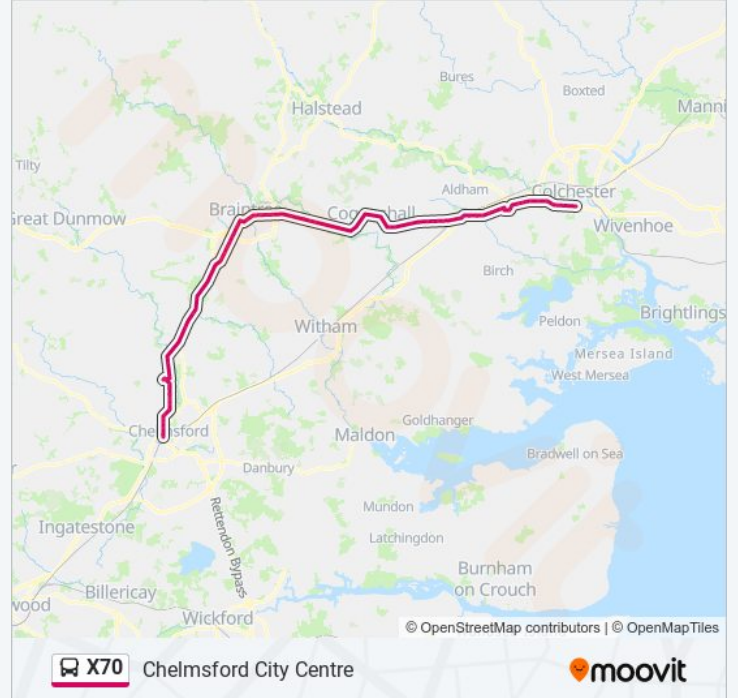 Bures
Boxted
Halstead
Manni
Tilty
Aldham
Colchester
Great Dunmow
Braintree
Coggeshall
Wivenhoe
Birch
Brightlings
Peldon
Witham
Mersea Island
West Mersea
Goldhanger
Chelmsford
Maldon
Bradwell on Sea
Danbury
Mundon
Rettendon Bypass
Ingatestone
Latchingdon
Burnham
on Crouch
Billericay
wood
Wickford
© OpenStreetMap contributors | © OpenMapTiles
X70 Chelmsford City Centre
moovit